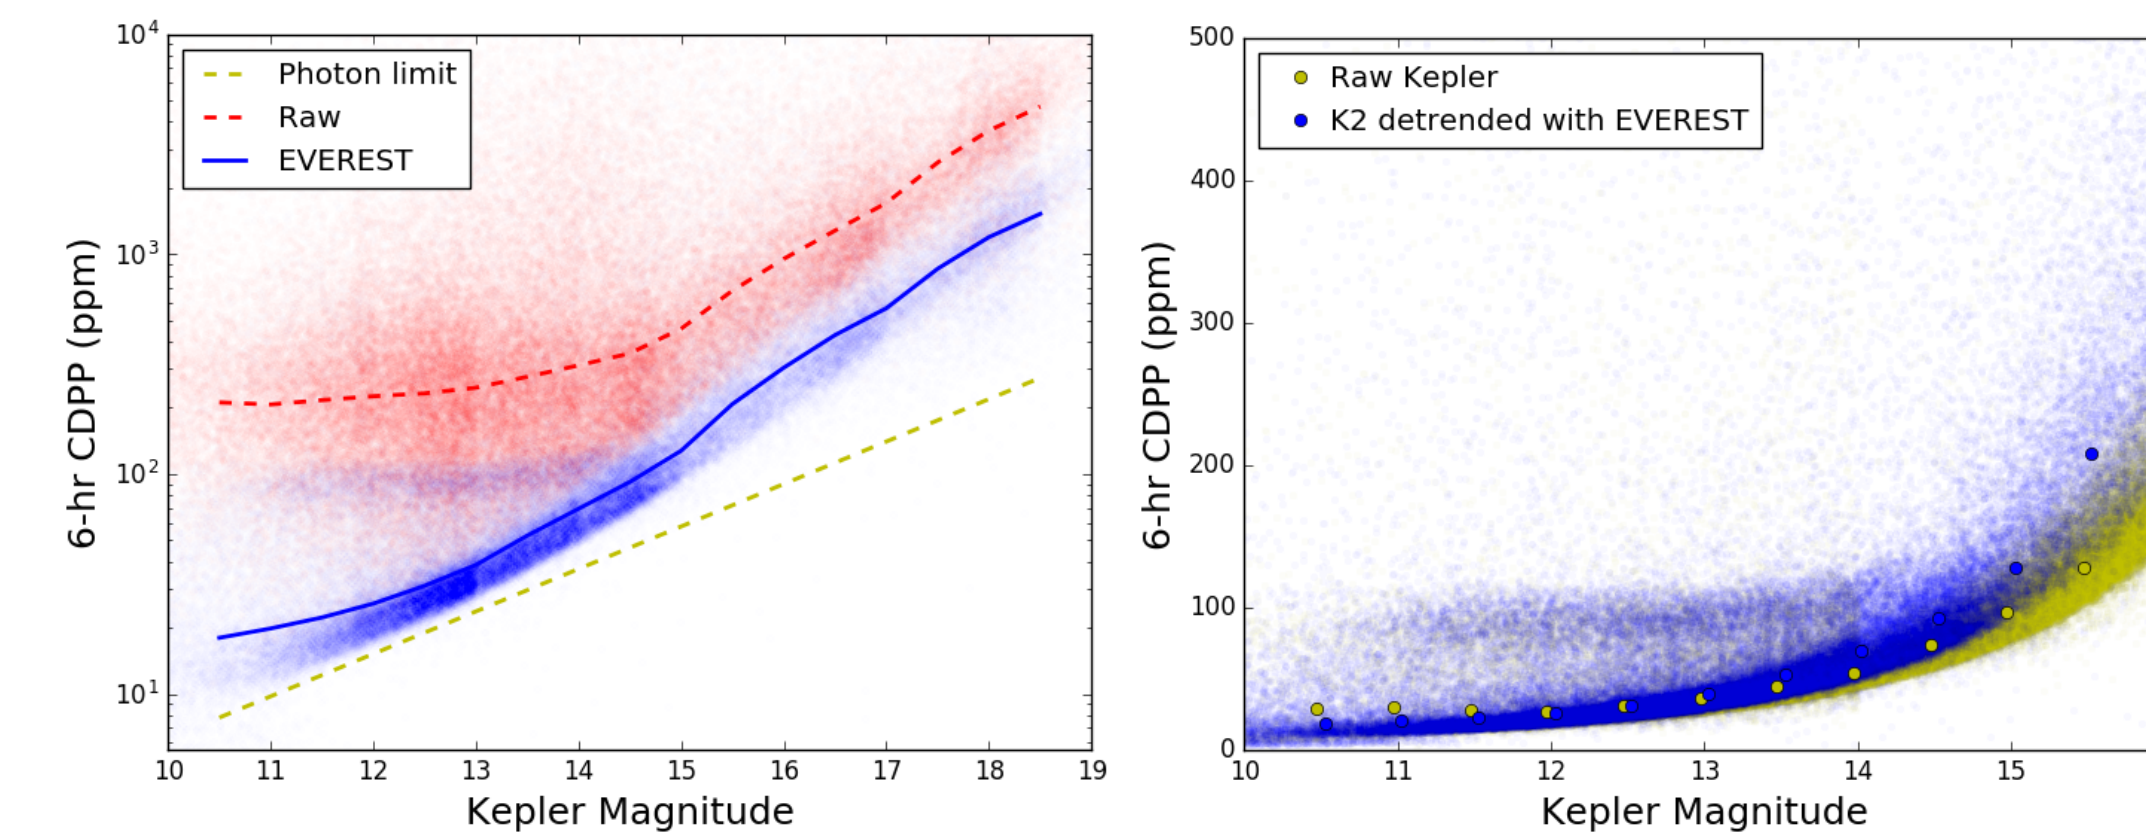 10^4
10^3
10^2
10^1
6-hr CDPP (ppm)
Photon limit
Raw
EVEREST
10 11 12 13 14 15 16 17 18 19
Kepler Magnitude
500
400
300
200
100
0
6-hr CDPP (ppm)
Raw Kepler
K2 detrended with EVEREST
10 11 12 13 14 15
Kepler Magnitude